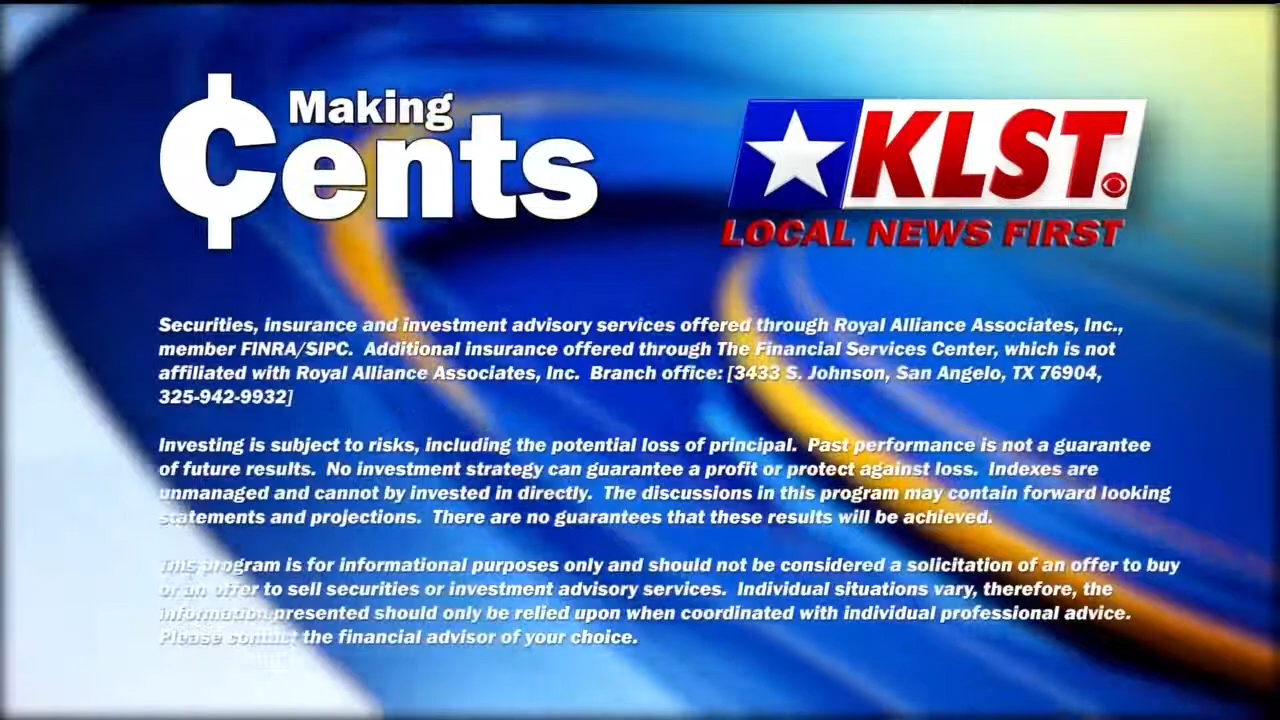 Making
¢ents
KLST
LOCAL NEWS FIRST
Securities, insurance and investment advisory services offered through Royal Alliance Associates, Inc.,
member FINRA/SIPC. Additional insurance offered through The Financial Services Center, which is not
affiliated with Royal Alliance Associates, Inc. Branch office: [3433 S. Johnson, San Angelo, TX 76904,
325-942-9932]
Investing is subject to risks, including the potential loss of principal. Past performance is not a guarantee
of future results. No investment strategy can guarantee a profit or protect against loss. Indexes are
unmanaged and cannot by invested in directly. The discussions in this program may contain forward looking
statements and projections. There are no guarantees that these results will be achieved.
This program is for informational purposes only and should not be considered a solicitation of an offer to buy
or an offer to sell securities or investment advisory services. Individual situations vary, therefore, the
information presented should only be relied upon when coordinated with individual professional advice.
Please contact the financial advisor of your choice.